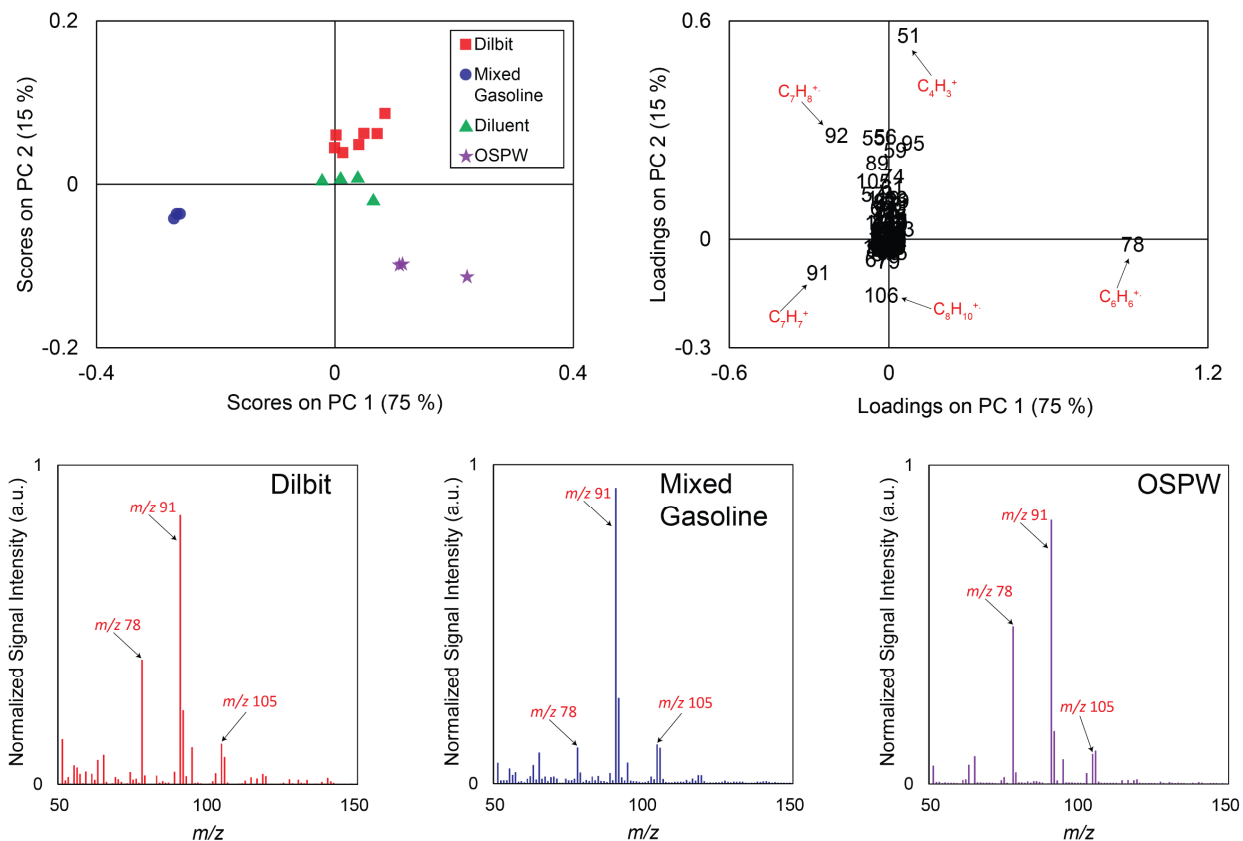 0.2
0
-0.2
-0.4
0
0.4
Scores on PC 2 (15 %)
Scores on PC 1 (75 %)
Dilbit
Mixed
Gasoline
Diluent
OSPW
0.6
0
-0.3
-0.6
0
1.2
Loadings on PC 2 (15 %)
Loadings on PC 1 (75 %)
51
C₄H₃⁺
C₇H₈⁺·
92
56
95
59
89
105
78
C₆H₆⁺·
91
C₇H₇⁺
79
106
C₈H₁₀⁺·
Dilbit
1
0
50
100
150
Normalized Signal Intensity (a.u.)
m/z
m/z 91
m/z 78
m/z 105
Mixed
Gasoline
1
0
50
100
150
Normalized Signal Intensity (a.u.)
m/z
m/z 91
m/z 78
m/z 105
OSPW
1
0
50
100
150
Normalized Signal Intensity (a.u.)
m/z
m/z 91
m/z 78
m/z 105